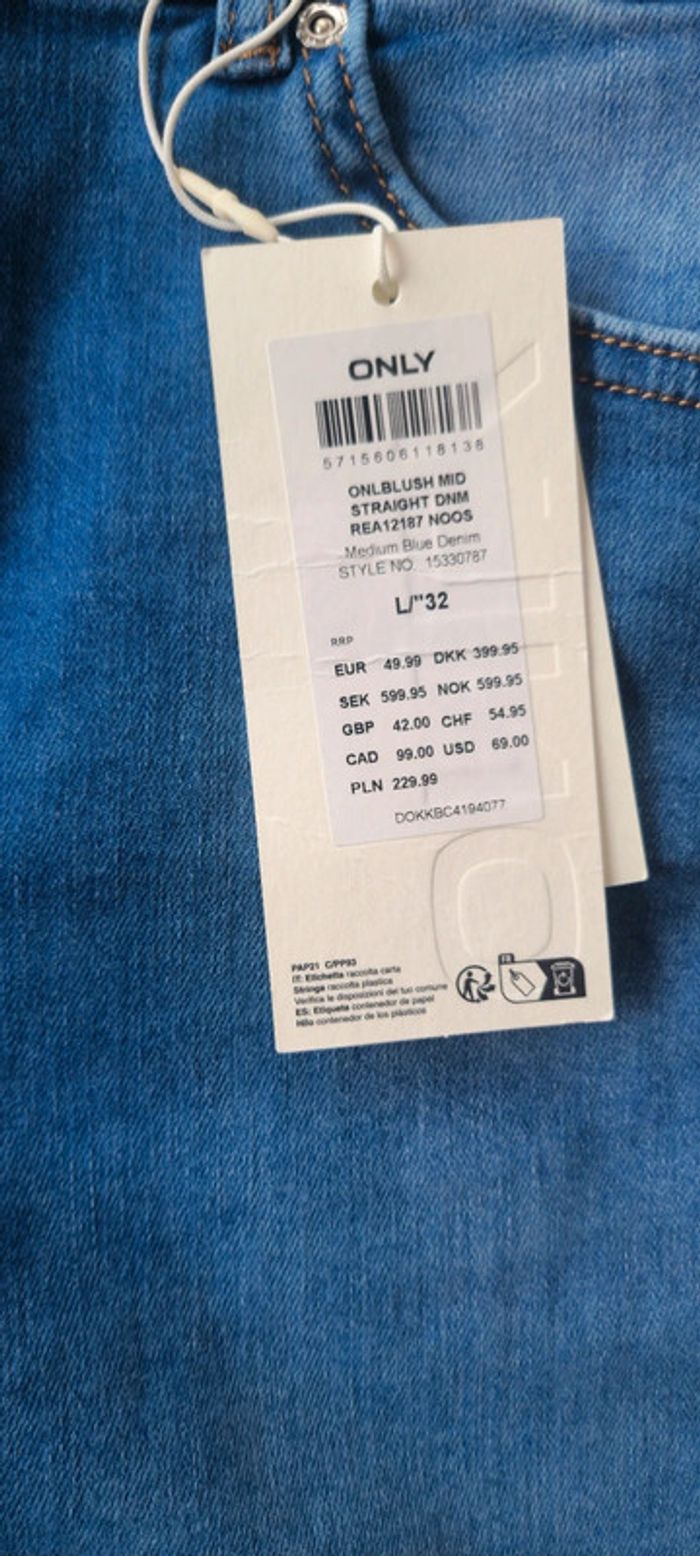 ONLY
5715606118138
ONLBLUSH MID
STRAIGHT DNM
REA12187 NOOS
Medium Blue Denim
STYLE NO. 15330787
L/"32
RRP
EUR 49.99 DKK 399.95
SEK 599.95 NOK 599.95
GBP 42.00 CHF 54.95
CAD 99.00 USD 69.00
PLN 229.99
DOKKBC4194077
PAP21 C/PP93
IT: Etichetta raccolta carta
Stringa raccolta plastica
Verifica le disposizioni del tuo comune
ES: Etiqueta contenedor de papel
Hilo contenedor de los plásticos
FR
ONLY